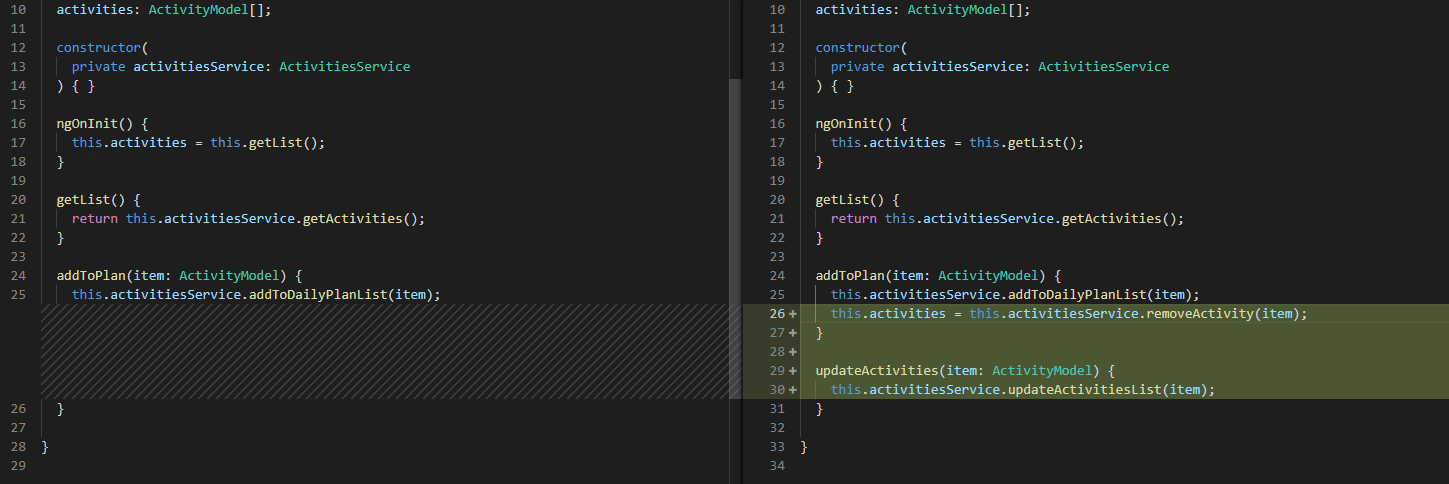 10 activities: ActivityModel[];
11
12 constructor(
13 private activitiesService: ActivitiesService
14 ) { }
15
16 ngOnInit() {
17 this.activities = this.getList();
18 }
19
20 getList() {
21 return this.activitiesService.getActivities();
22 }
23
24 addToPlan(item: ActivityModel) {
25 this.activitiesService.addToDailyPlanList(item);
26 }
27
28 }
29
10 activities: ActivityModel[];
11
12 constructor(
13 private activitiesService: ActivitiesService
14 ) { }
15
16 ngOnInit() {
17 this.activities = this.getList();
18 }
19
20 getList() {
21 return this.activitiesService.getActivities();
22 }
23
24 addToPlan(item: ActivityModel) {
25 this.activitiesService.addToDailyPlanList(item);
26+ this.activities = this.activitiesService.removeActivity(item);
27+ }
28+
29+ updateActivities(item: ActivityModel) {
30+ this.activitiesService.updateActivitiesList(item);
31 }
32
33 }
34